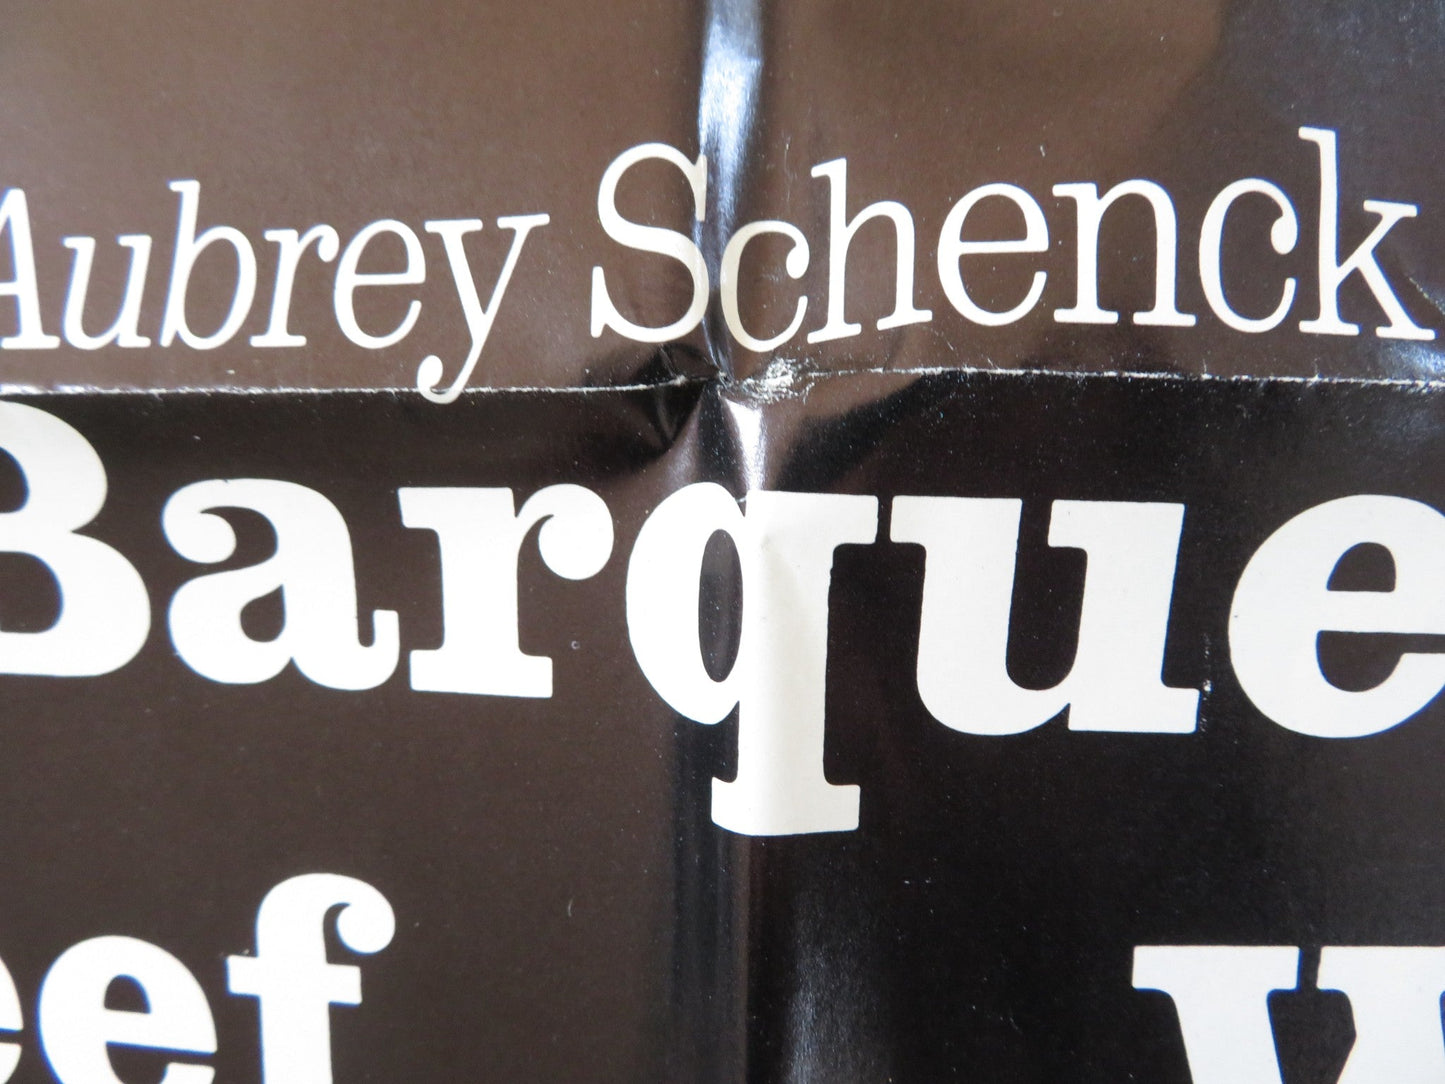 Aubrey Schenck
Barque
eef